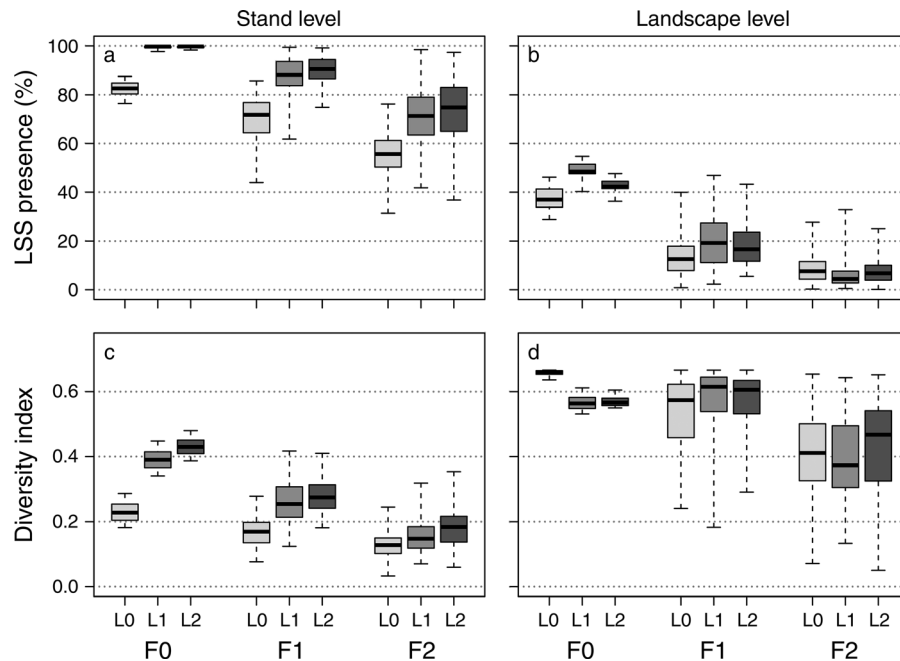 Stand level
Landscape level
LSS presence (%)
100
80
60
40
20
0
a
b
Diversity index
0.6
0.4
0.2
0.0
c
d
L0 L1 L2 L0 L1 L2 L0 L1 L2
F0 F1 F2
L0 L1 L2 L0 L1 L2 L0 L1 L2
F0 F1 F2